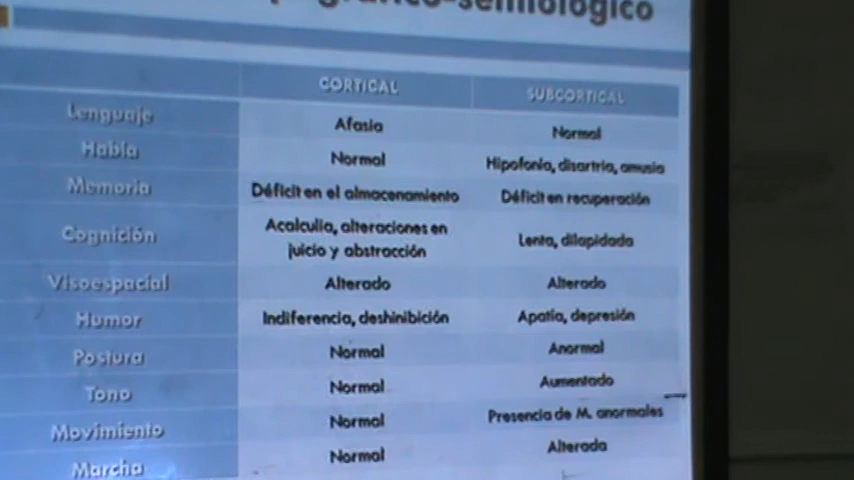 -semiológico
CORTICAL SUBCORTICAL
Lenguaje Afasia Normal
Habla Normal Hipofonía, disartria, amusia
Memoria Déficit en el almacenamiento Déficit en recuperación
Cognición Acalculia, alteraciones en Lenta, dilapidada
juicio y abstracción
Visoespacial Alterado Alterado
Humor Indiferencia, deshinibición Apatía, depresión
Postura Normal Anormal
Tono Normal Aumentado
Movimiento Normal Presencia de M. anormales
Marcha Normal Alterada